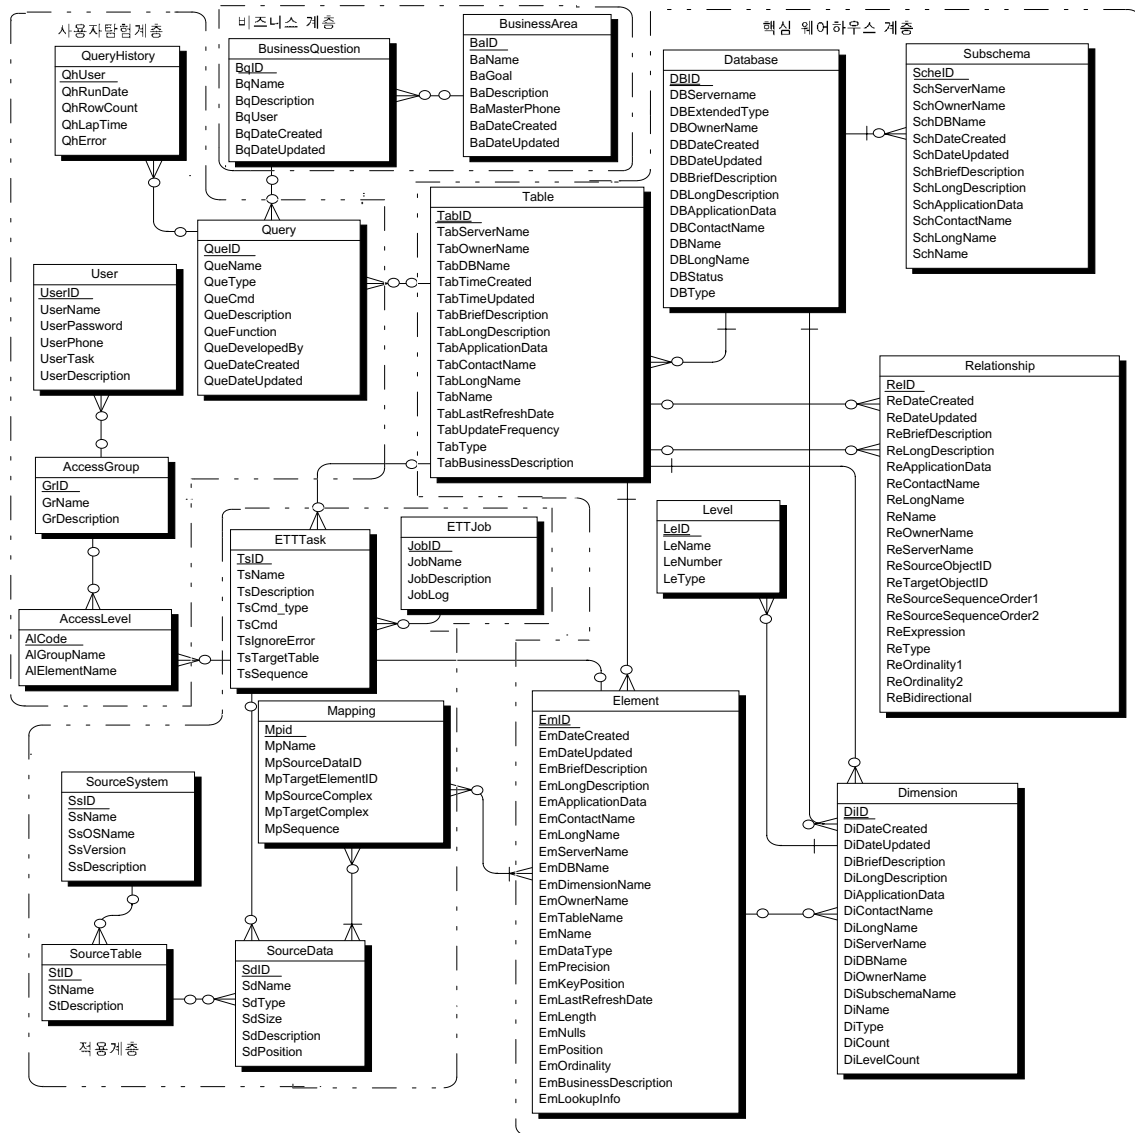 사용자탐험계층
QueryHistory
QhUser
QhRunDate
QhRowCount
QhLapTime
QhError
비즈니스 계층
BusinessQuestion
BqID
BqName
BqDescription
BqUser
BqDateCreated
BqDateUpdated
BusinessArea
BaID
BaName
BaGoal
BaDescription
BaMasterPhone
BaDateCreated
BaDateUpdated
핵심 웨어하우스 계층
Database
DBID
DBServername
DBExtendedType
DBOwnerName
DBDateCreated
DBDateUpdated
DBBriefDescription
DBLongDescription
DBApplicationData
DBContactName
DBName
DBLongName
DBStatus
DBType
Subschema
ScheID
SchServerName
SchOwnerName
SchDBName
SchDateCreated
SchDateUpdated
SchBriefDescription
SchLongDescription
SchApplicationData
SchContactName
SchLongName
SchName
Table
TabID
TabServerName
TabOwnerName
TabDBName
TabTimeCreated
TabTimeUpdated
TabBriefDescription
TabLongDescription
TabApplicationData
TabContactName
TabLongName
TabName
TabLastRefreshDate
TabUpdateFrequency
TabType
TabBusinessDescription
Query
QueID
QueName
QueType
QueCmd
QueDescription
QueFunction
QueDevelopedBy
QueDateCreated
QueDateUpdated
User
UserID
UserName
UserPassword
UserPhone
UserTask
UserDescription
Relationship
ReID
ReDateCreated
ReDateUpdated
ReBriefDescription
ReLongDescription
ReApplicationData
ReContactName
ReLongName
ReName
ReOwnerName
ReServerName
ReSourceObjectID
ReTargetObjectID
ReSourceSequenceOrder1
ReSourceSequenceOrder2
ReExpression
ReType
ReOrdinality1
ReOrdinality2
ReBidirectional
AccessGroup
GrID
GrName
GrDescription
Level
LeID
LeName
LeNumber
LeType
ETTTask
TsID
TsName
TsDescription
TsCmd_type
TsCmd
TsIgnoreError
TsTargetTable
TsSequence
ETTJob
JobID
JobName
JobDescription
JobLog
AccessLevel
AlCode
AlGroupName
AlElementName
Element
EmID
EmDateCreated
EmDateUpdated
EmBriefDescription
EmLongDescription
EmApplicationData
EmContactName
EmLongName
EmServerName
EmDBName
EmDimensionName
EmOwnerName
EmTableName
EmName
EmDataType
EmPrecision
EmKeyPosition
EmLastRefreshDate
EmLength
EmNulls
EmPosition
EmOrdinality
EmBusinessDescription
EmLookupInfo
Mapping
Mpid
MpName
MpSourceDataID
MpTargetElementID
MpSourceComplex
MpTargetComplex
MpSequence
SourceSystem
SsID
SsName
SsOSName
SsVersion
SsDescription
Dimension
DiID
DiDateCreated
DiDateUpdated
DiBriefDescription
DiLongDescription
DiApplicationData
DiContactName
DiLongName
DiServerName
DiDBName
DiOwnerName
DiSubschemaName
DiName
DiType
DiCount
DiLevelCount
SourceTable
StID
StName
StDescription
SourceData
SdID
SdName
SdType
SdSize
SdDescription
SdPosition
적용계층